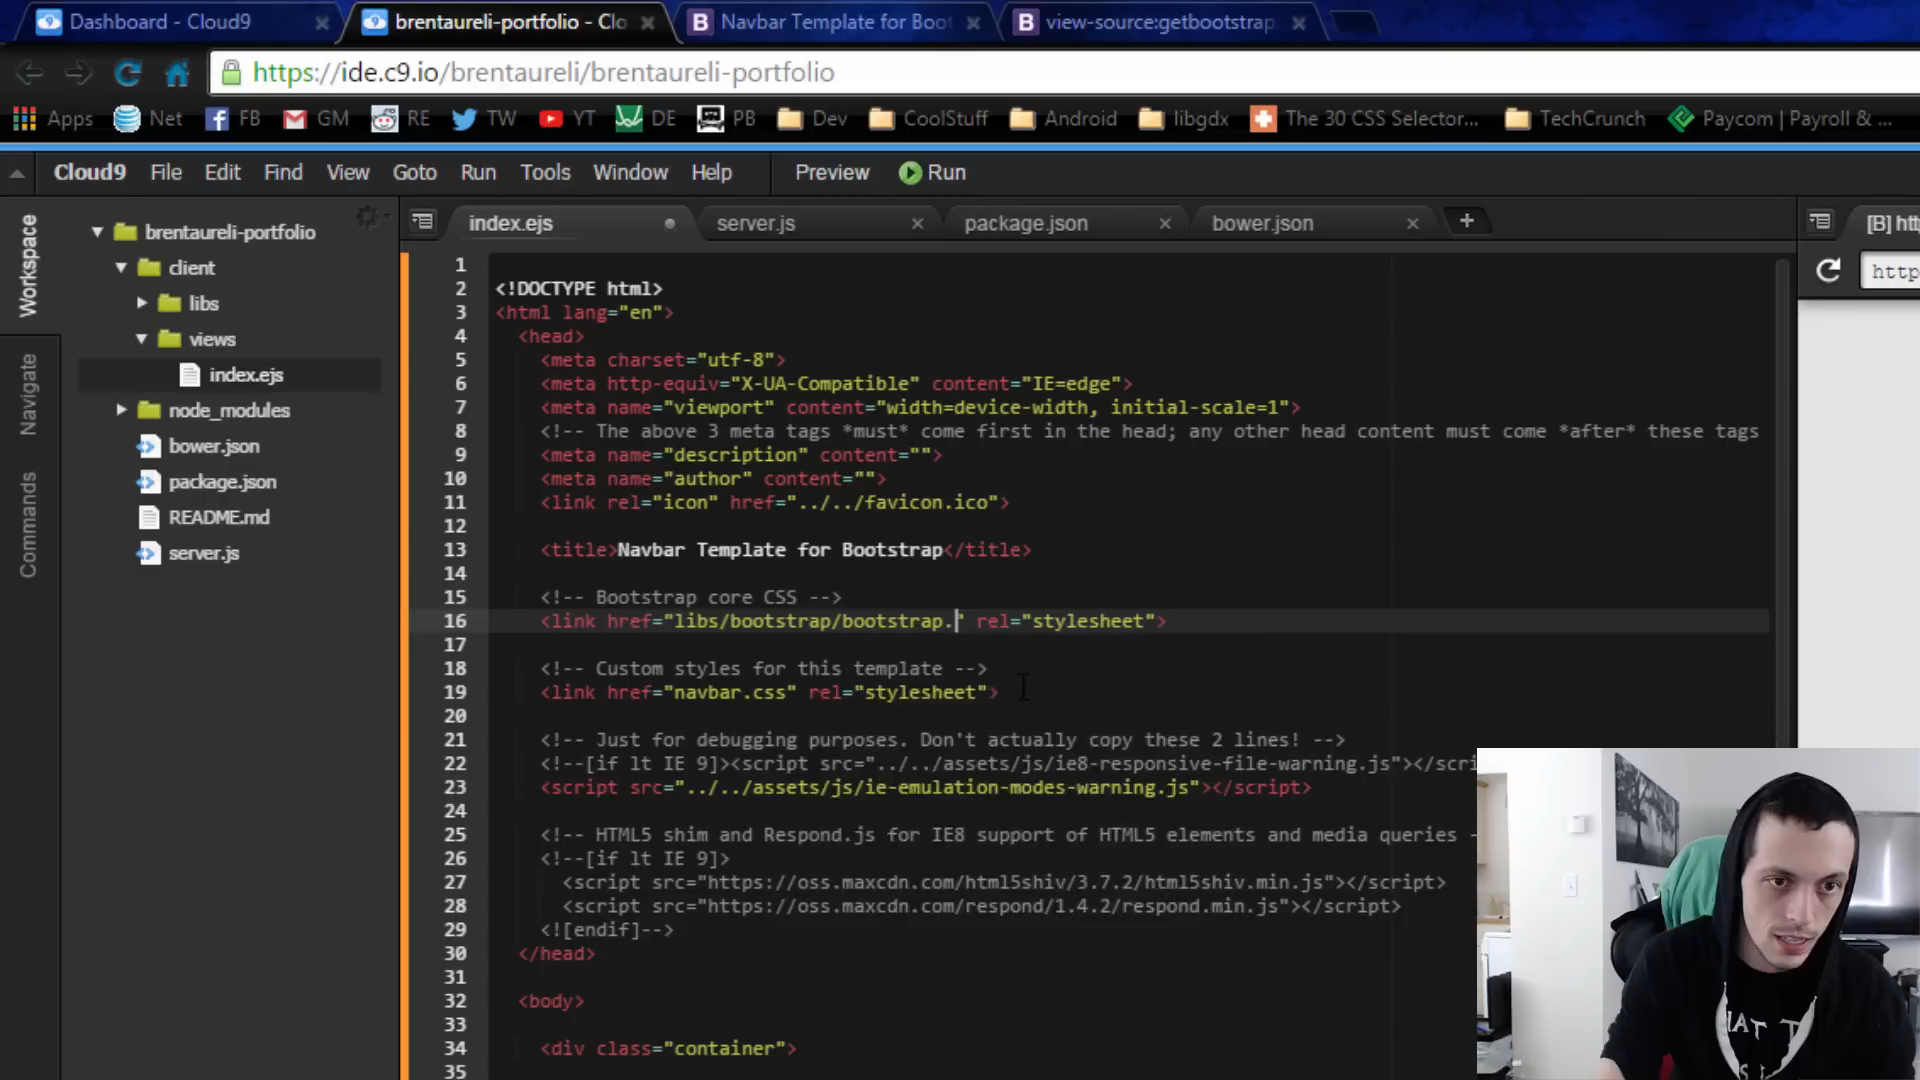 Dashboard - Cloud9
brentaureli-portfolio - Clo
Navbar Template for Boot
view-source:getbootstrap
https://ide.c9.io/brentaureli/brentaureli-portfolio
Apps Net FB GM RE TW YT DE PB Dev CoolStuff Android libgdx The 30 CSS Selector... TechCrunch Paycom | Payroll & ...
Cloud9 File Edit Find View Goto Run Tools Window Help Preview Run
Workspace
Navigate
Commands
brentaureli-portfolio
client
libs
views
index.ejs
node_modules
bower.json
package.json
README.md
server.js
index.ejs server.js package.json bower.json
[B] htt
http
1
2 <!DOCTYPE html>
3 <html lang="en">
4 <head>
5 <meta charset="utf-8">
6 <meta http-equiv="X-UA-Compatible" content="IE=edge">
7 <meta name="viewport" content="width=device-width, initial-scale=1">
8 <!-- The above 3 meta tags *must* come first in the head; any other head content must come *after* these tags
9 <meta name="description" content="">
10 <meta name="author" content="">
11 <link rel="icon" href="../../favicon.ico">
12
13 <title>Navbar Template for Bootstrap</title>
14
15 <!-- Bootstrap core CSS -->
16 <link href="libs/bootstrap/bootstrap." rel="stylesheet">
17
18 <!-- Custom styles for this template -->
19 <link href="navbar.css" rel="stylesheet">
20
21 <!-- Just for debugging purposes. Don't actually copy these 2 lines! -->
22 <!--[if lt IE 9]><script src="../../assets/js/ie8-responsive-file-warning.js"></scri
23 <script src="../../assets/js/ie-emulation-modes-warning.js"></script>
24
25 <!-- HTML5 shim and Respond.js for IE8 support of HTML5 elements and media queries -
26 <!--[if lt IE 9]>
27 <script src="https://oss.maxcdn.com/html5shiv/3.7.2/html5shiv.min.js"></script>
28 <script src="https://oss.maxcdn.com/respond/1.4.2/respond.min.js"></script>
29 <![endif]-->
30 </head>
31
32 <body>
33
34 <div class="container">
35